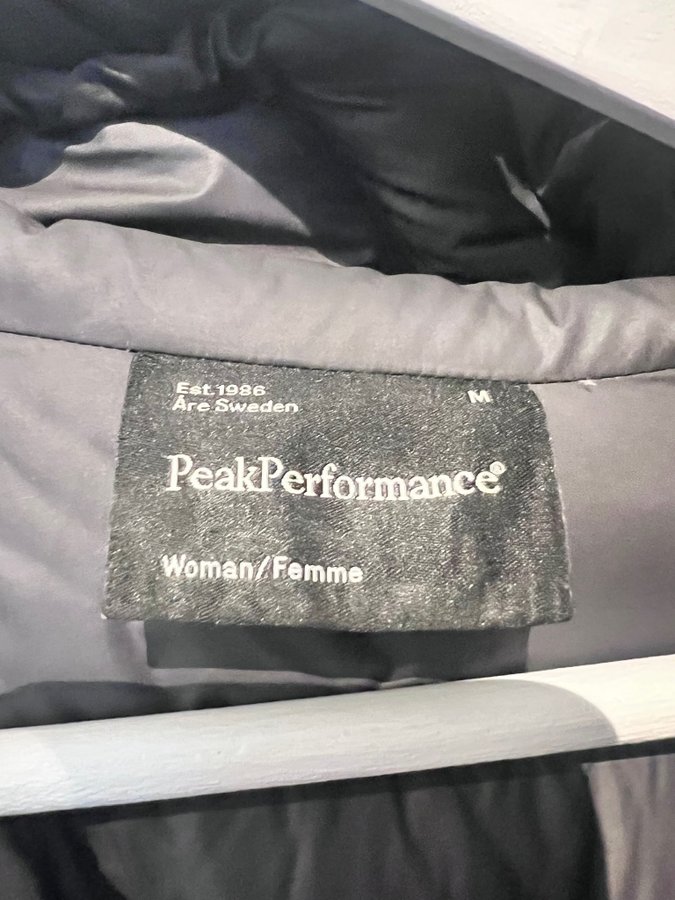 Est. 1986
Åre Sweden
M
PeakPerformance®
Woman/Femme